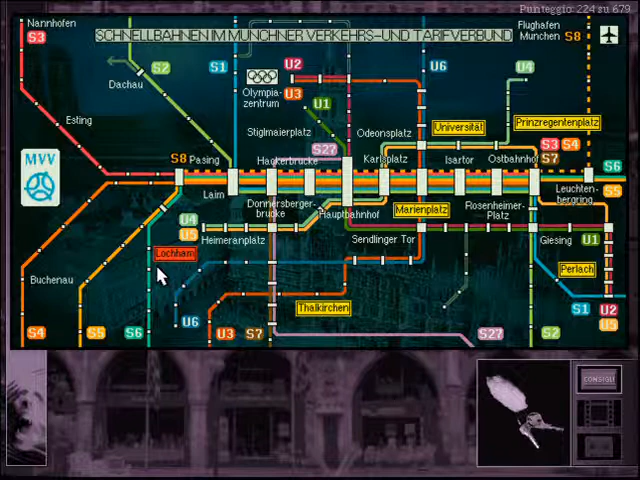 Punteggio: 224 su 679
Nannhofen
S3
SCHNELLBAHNEN IM MÜNCHNER VERKEHRS-UND TARIFVERBUND
Flughafen
Munchen
S8
S2
S1
U2
U6
U4
Dachau
Olympia-
zentrum
U3
U1
Esting
Stiglmaierplatz
Odeonsplatz
Universität
Prinzregentenplatz
S27
S3
S4
MVV
S8
Pasing
Hackerbrucke
Karlsplatz
Isartor
Ostbahnhof
S7
S6
Laim
Donnersberger-
brucke
Hauptbahnhof
Marienplatz
Rosenheimer-
Platz
Leuchten-
bergring
S5
U4
U5
Heimeranplatz
Sendlinger Tor
Giesing
U1
Lochham
Buchenau
Perlach
Thalkirchen
S1
U2
U5
S4
S5
S6
U6
U3
S7
S27
S2
CONSIGLI